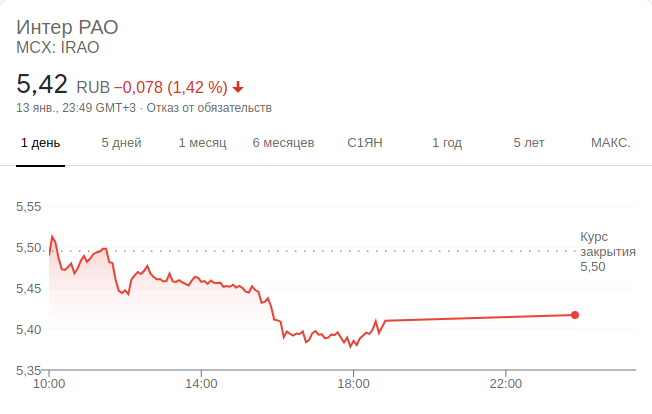 Интер РАО
MCX: IRAO
5,42 RUB −0,078 (1,42 %)
13 янв., 23:49 GMT+3 · Отказ от обязательств
1 день 5 дней 1 месяц 6 месяцев С1ЯН 1 год 5 лет МАКС.
5,55
5,50
5,45
5,40
5,35
Курс
закрытия
5,50
10:00 14:00 18:00 22:00